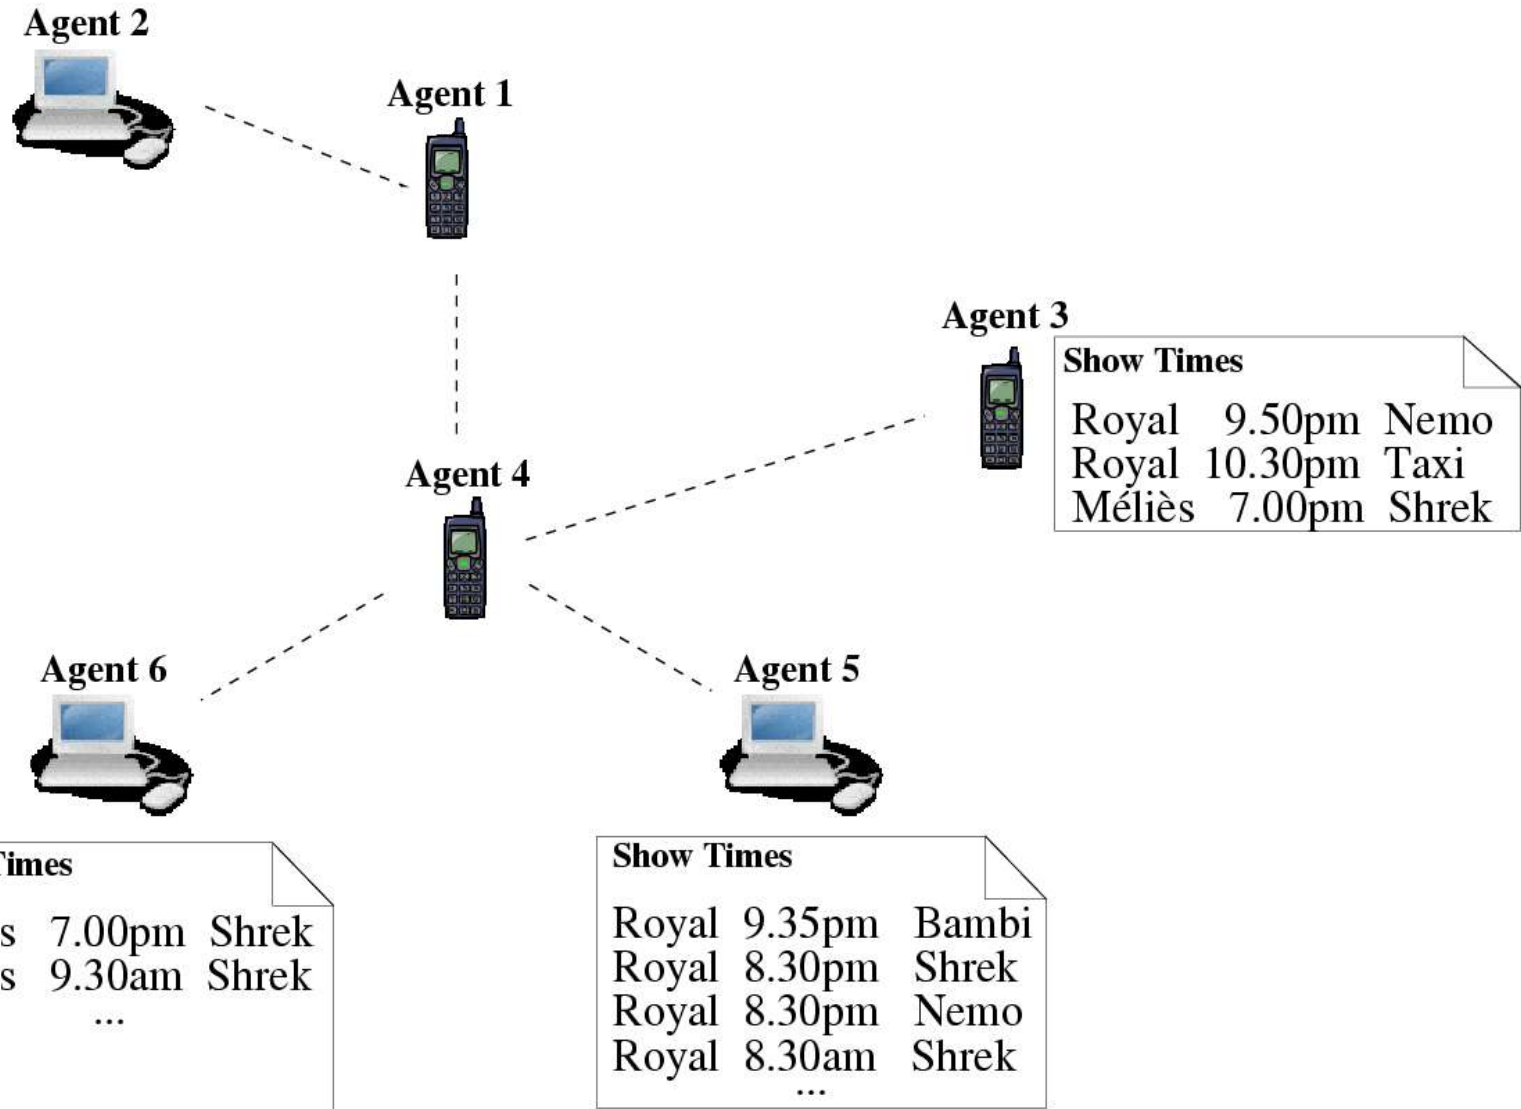 Agent 2
Agent 1
Agent 3
Show Times
Royal 9.50pm Nemo
Royal 10.30pm Taxi
Méliès 7.00pm Shrek
Agent 4
Agent 6
Times
s 7.00pm Shrek
s 9.30am Shrek
...
Agent 5
Show Times
Royal 9.35pm Bambi
Royal 8.30pm Shrek
Royal 8.30pm Nemo
Royal 8.30am Shrek
...